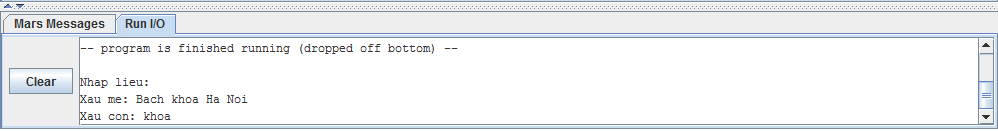 Mars Messages Run I/O
-- program is finished running (dropped off bottom) --
Clear
Nhap lieu:
Xau me: Bach khoa Ha Noi
Xau con: khoa